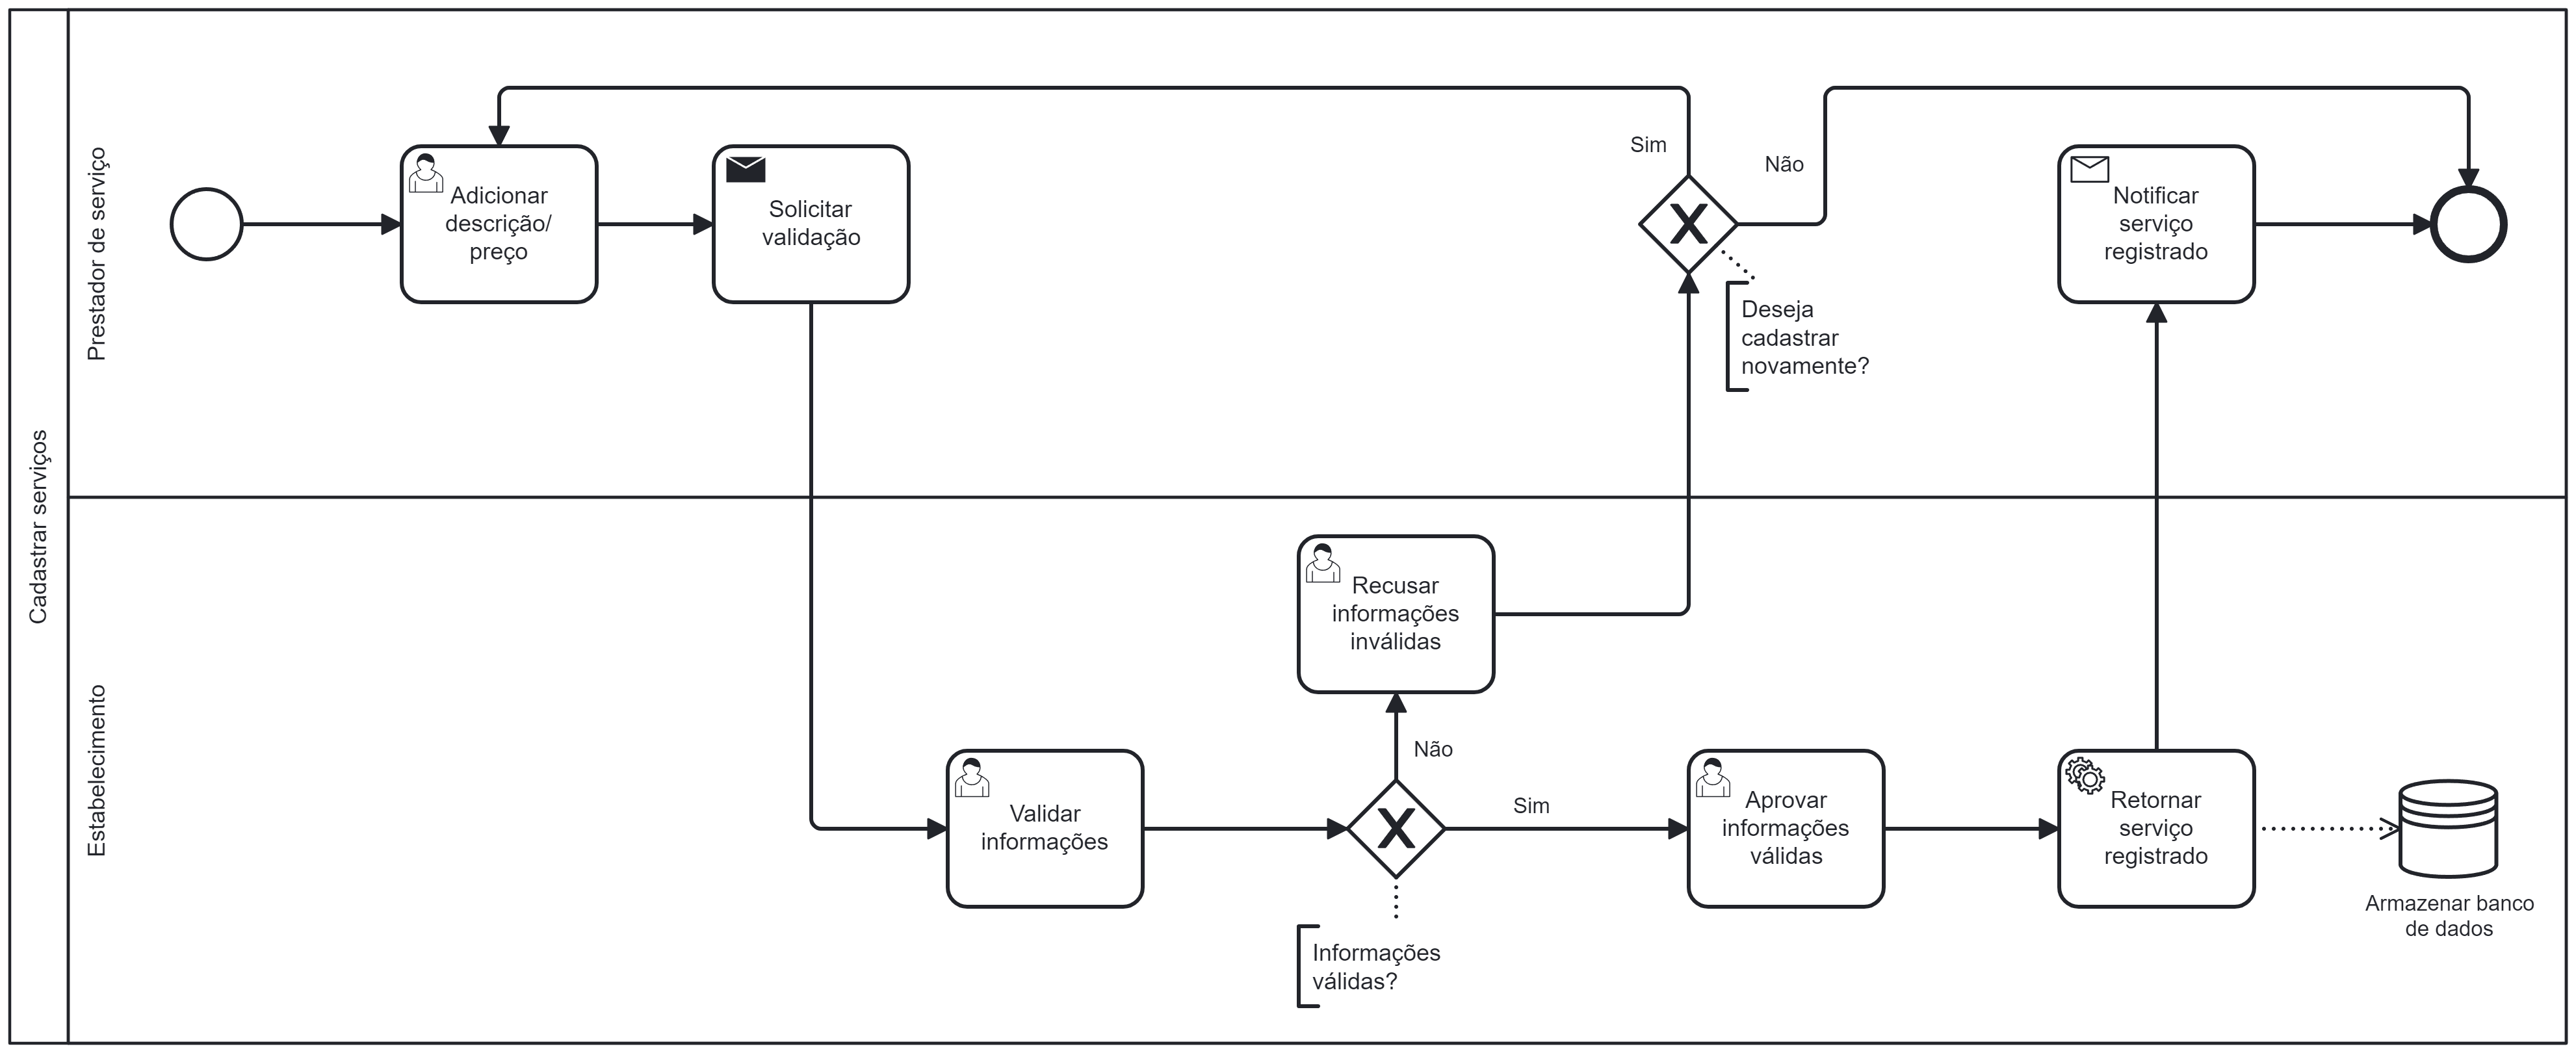 Cadastrar serviços
Prestador de serviço
Adicionar
descrição/
preço
Solicitar
validação
Sim
Não
Deseja
cadastrar
novamente?
Notificar
serviço
registrado
Estabelecimento
Validar
informações
Recusar
informações
inválidas
Não
Sim
Informações
válidas?
Aprovar
informações
válidas
Retornar
serviço
registrado
Armazenar banco
de dados